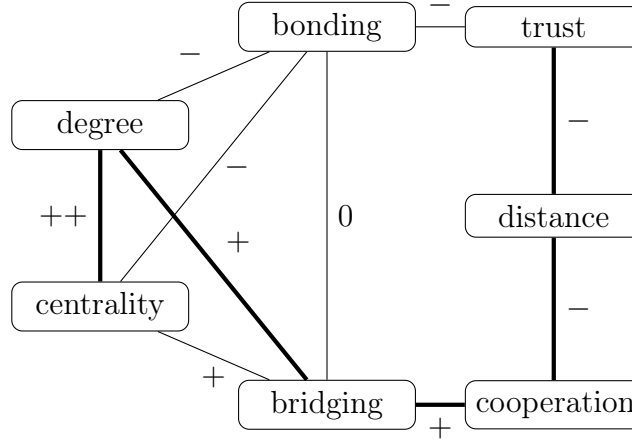 bonding
−
trust
−
degree
−
−
++
+
0
distance
centrality
−
+
bridging
+
cooperation